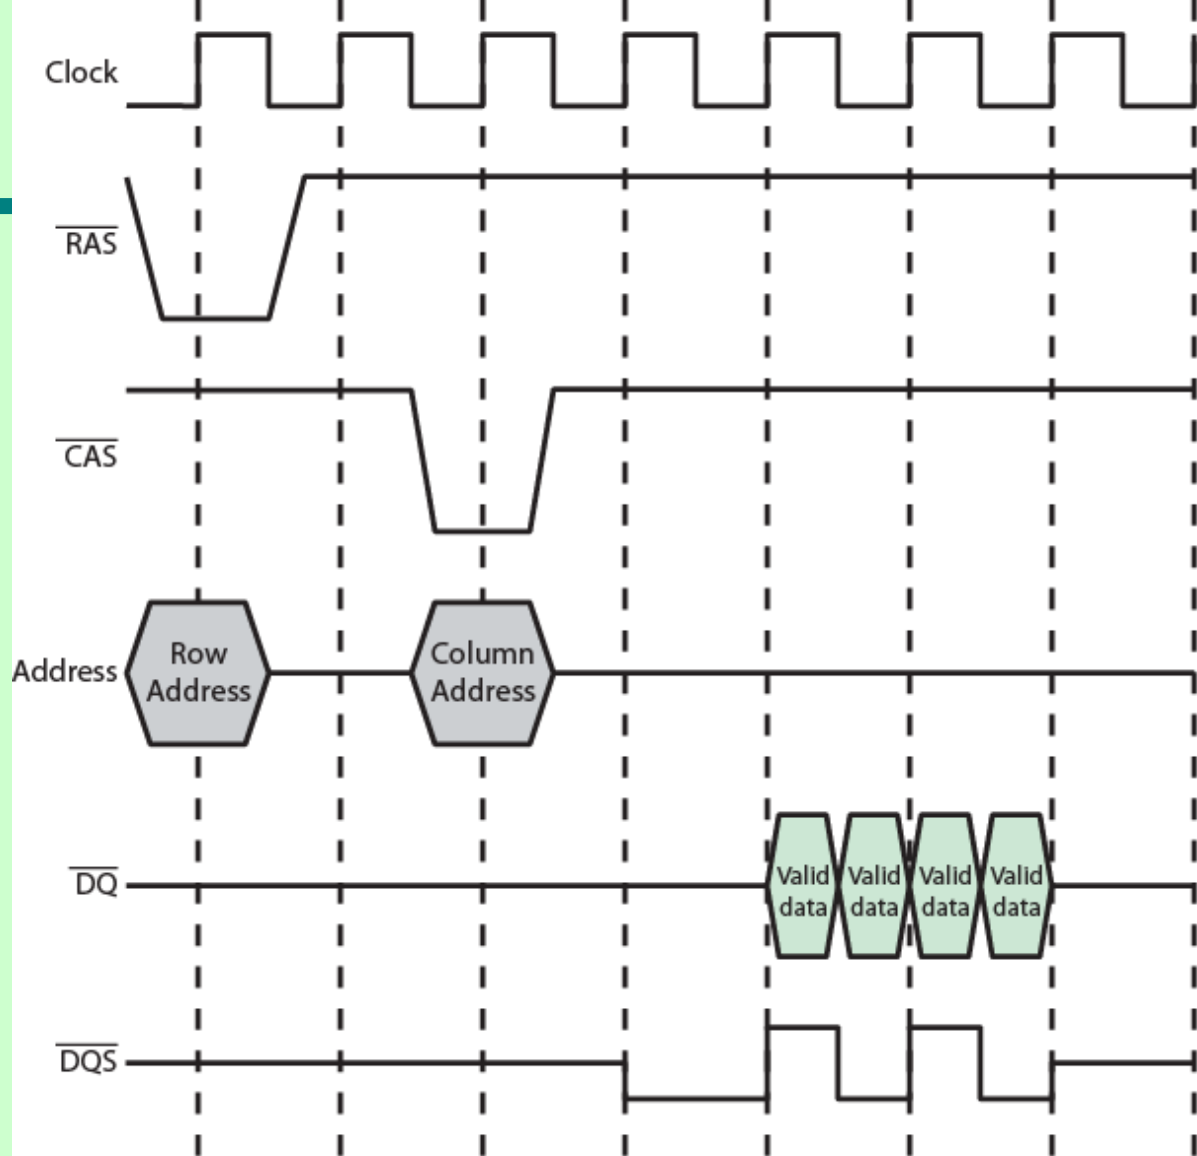 Clock
RAS
CAS
Row
Address
Column
Address
Address
DQ
Valid
data
Valid
data
Valid
data
Valid
data
DQS